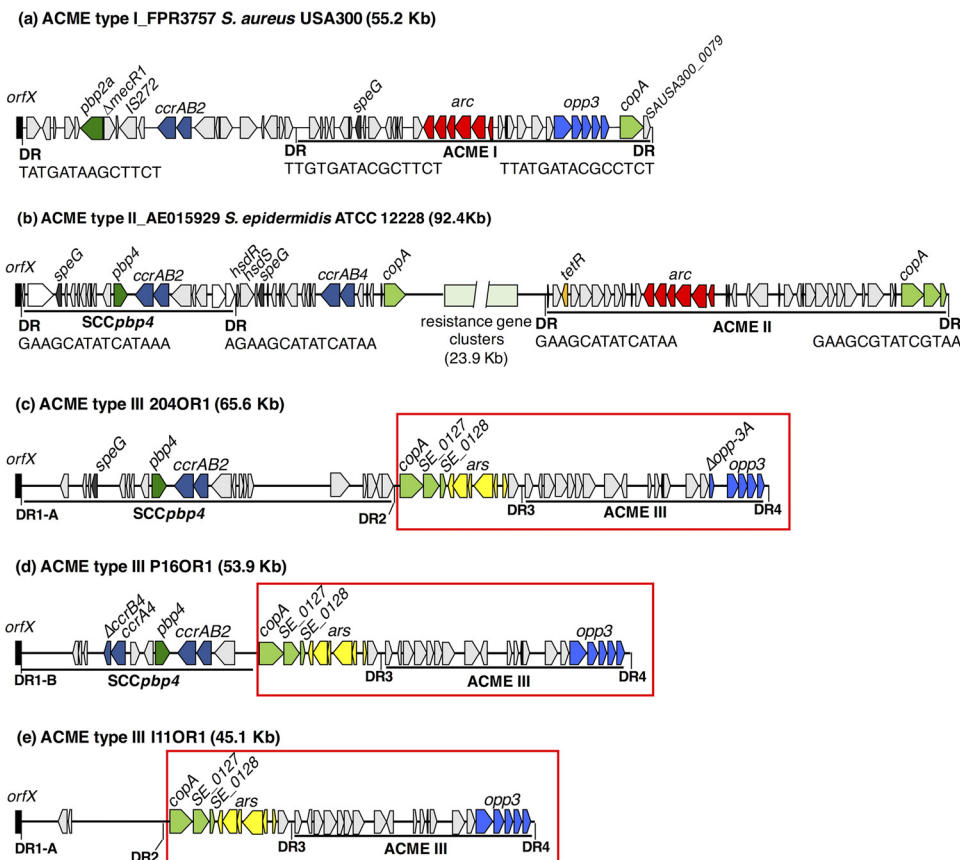 (a) ACME type I_FPR3757 S. aureus USA300 (55.2 Kb)
orfX pbp2a ΔmecR1 IS272 ccrAB2 speG arc opp3 copA SAUSA300_0079
DR DR ACME I DR
TATGATAAGCTTCT TTGTGATACGCTTCT TTATGATACGCCTCT
(b) ACME type II_AE015929 S. epidermidis ATCC 12228 (92.4Kb)
orfX speG pbp4 ccrAB2 hsdR hsdS speG ccrAB4 copA tetR arc copA
DR SCCpbp4 DR resistance gene DR ACME II DR
GAAGCATATCATAAA AGAAGCATATCATAA clusters GAAGCATATCATAA GAAGCGTATCGTAA
(23.9 Kb)
(c) ACME type III 204OR1 (65.6 Kb)
orfX speG pbp4 ccrAB2 copA SE_0127 SE_0128 ars Δopp-3A opp3
DR1-A SCCpbp4 DR2 DR3 ACME III DR4
(d) ACME type III P16OR1 (53.9 Kb)
orfX ΔccrB4 ccrA4 pbp4 ccrAB2 copA SE_0127 SE_0128 ars opp3
DR1-B SCCpbp4 DR3 ACME III DR4
(e) ACME type III I11OR1 (45.1 Kb)
orfX copA SE_0127 SE_0128 ars opp3
DR1-A DR2 DR3 ACME III DR4